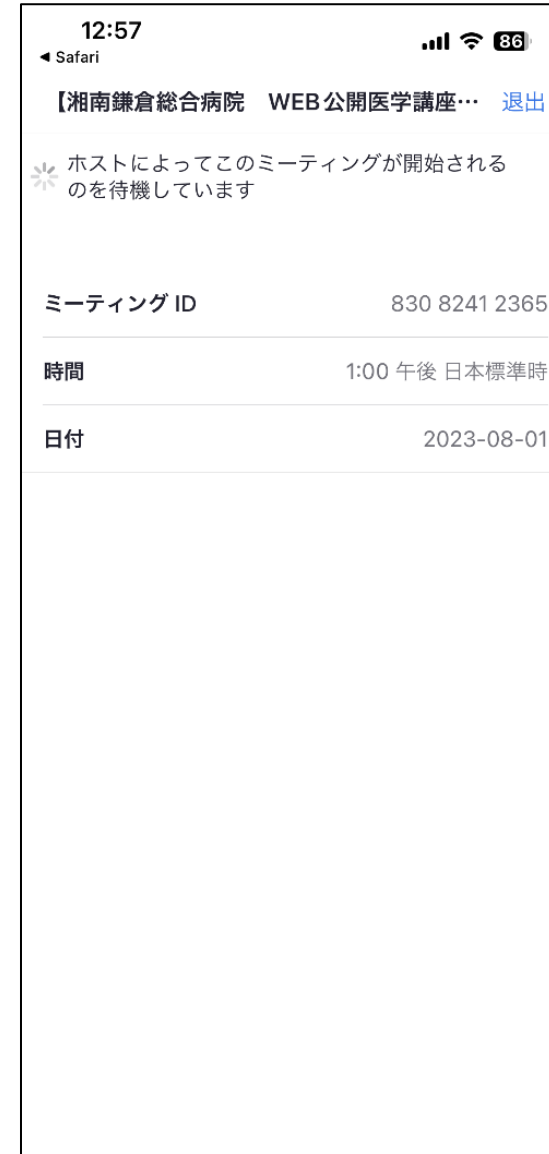 12:57
86
◀ Safari
【湘南鎌倉総合病院　WEB公開医学講座… 退出
ホストによってこのミーティングが開始される
のを待機しています
ミーティング ID 830 8241 2365
時間 1:00 午後 日本標準時
日付 2023-08-01